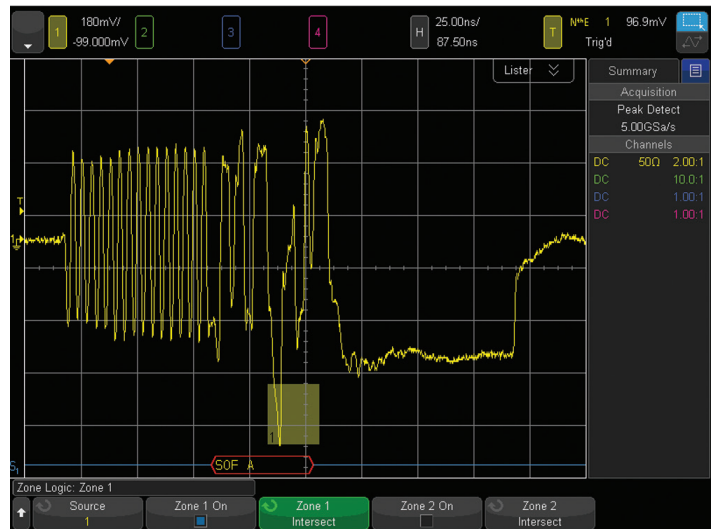 180mV/
1
-99.000mV
2
3
4
H
25.00ns/
87.50ns
T
NᵗʰE 1 96.9mV
Trig'd
Lister
Summary
Acquisition
Peak Detect
5.00GSa/s
Channels
DC 50Ω 2.00:1
DC 10.0:1
DC 1.00:1
DC 1.00:1
T
1
1
S1
SOF A
Zone Logic: Zone 1
Source
1
Zone 1 On
Zone 1
Intersect
Zone 2 On
Zone 2
Intersect